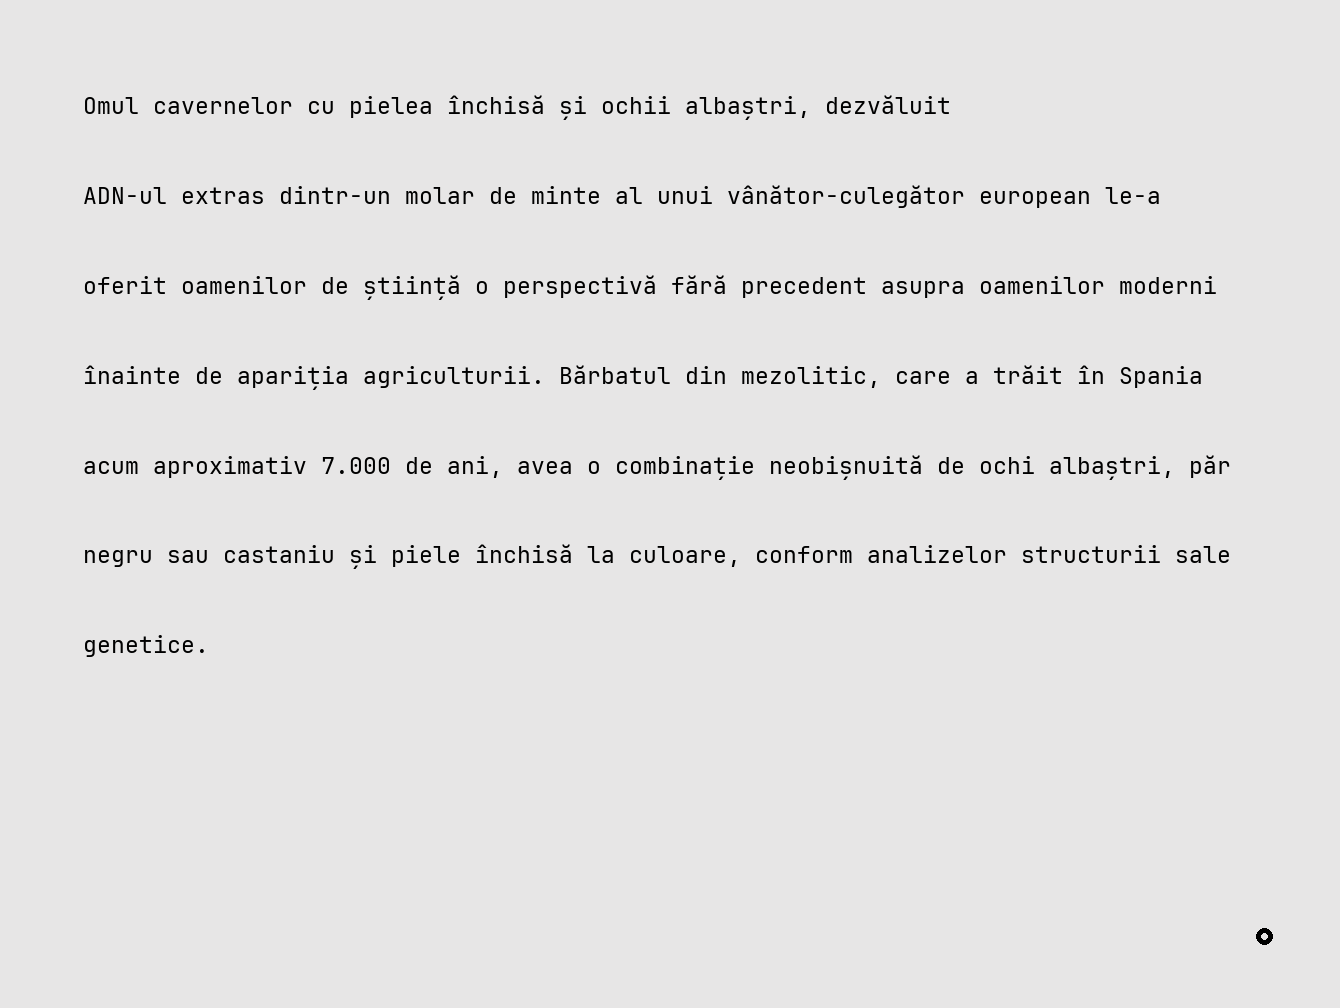 Omul cavernelor cu pielea închisă și ochii albaștri, dezvăluit
ADN-ul extras dintr-un molar de minte al unui vânător-culegător european le-a
oferit oamenilor de știință o perspectivă fără precedent asupra oamenilor moderni
înainte de apariția agriculturii. Bărbatul din mezolitic, care a trăit în Spania
acum aproximativ 7.000 de ani, avea o combinație neobișnuită de ochi albaștri, păr
negru sau castaniu și piele închisă la culoare, conform analizelor structurii sale
genetice.